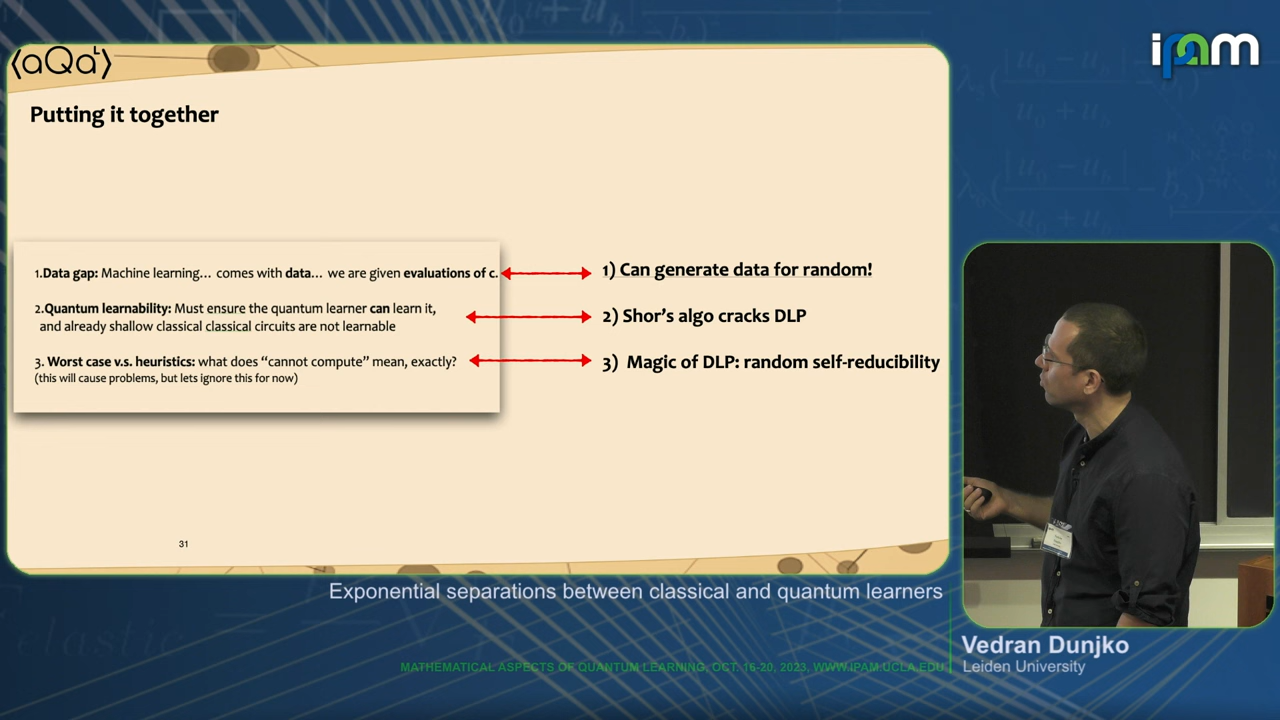 ⟨aQaᴸ⟩
ipam
Putting it together
1.Data gap: Machine learning... comes with data... we are given evaluations of c.
2.Quantum learnability: Must ensure the quantum learner can learn it,
and already shallow classical classical circuits are not learnable
3. Worst case v.s. heuristics: what does “cannot compute” mean, exactly?
(this will cause problems, but lets ignore this for now)
1) Can generate data for random!
2) Shor’s algo cracks DLP
3) Magic of DLP: random self-reducibility
31
Exponential separations between classical and quantum learners
Vedran Dunjko
Leiden University
MATHEMATICAL ASPECTS OF QUANTUM LEARNING, OCT. 16-20, 2023, WWW.IPAM.UCLA.EDU
elastic